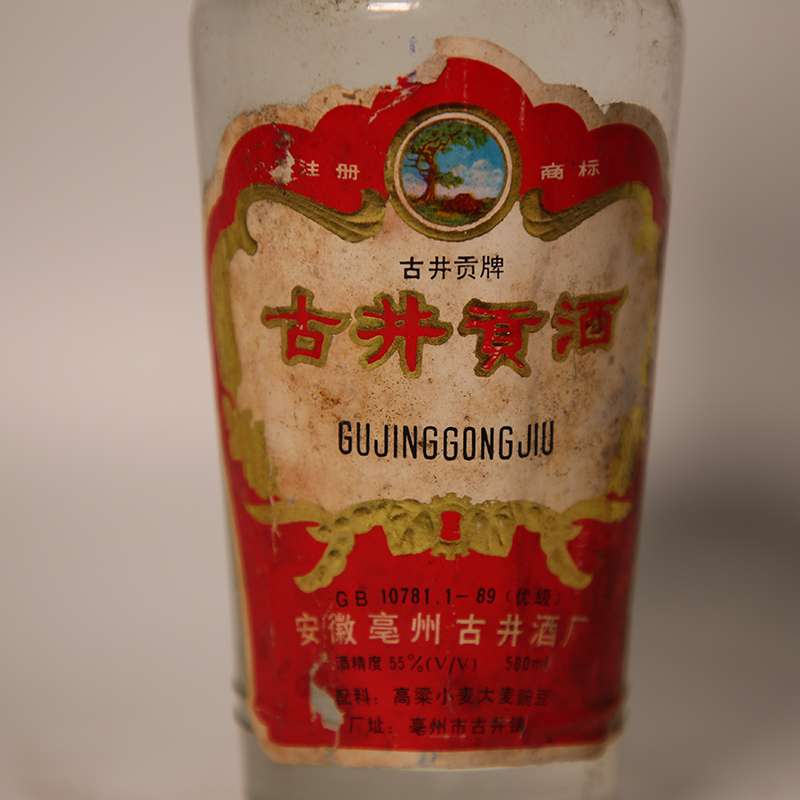 注册 商标
古井贡牌
古井贡酒
GUJINGGONGJIU
GB 10781.1-89(优级)
安徽亳州古井酒厂
酒精度 55%(V/V) 500ml
配料: 高粱小麦大麦豌豆
厂址: 亳州市古井镇